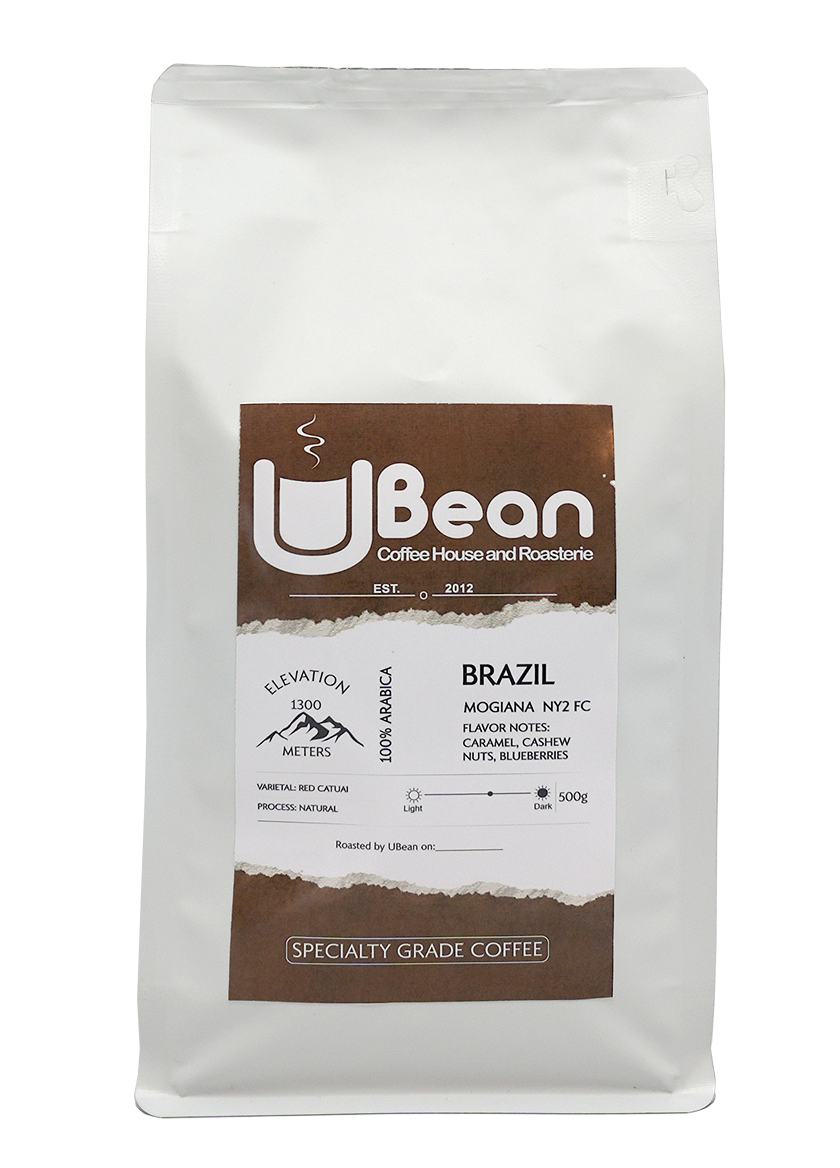 UBean
Coffee House and Roasterie
EST. 2012
ELEVATION
1300
METERS
100% ARABICA
BRAZIL
MOGIANA NY2 FC
FLAVOR NOTES:
CARAMEL, CASHEW
NUTS, BLUEBERRIES
VARIETAL: RED CATUAI
PROCESS: NATURAL
Light
Dark
500g
Roasted by UBean on:___________
SPECIALTY GRADE COFFEE